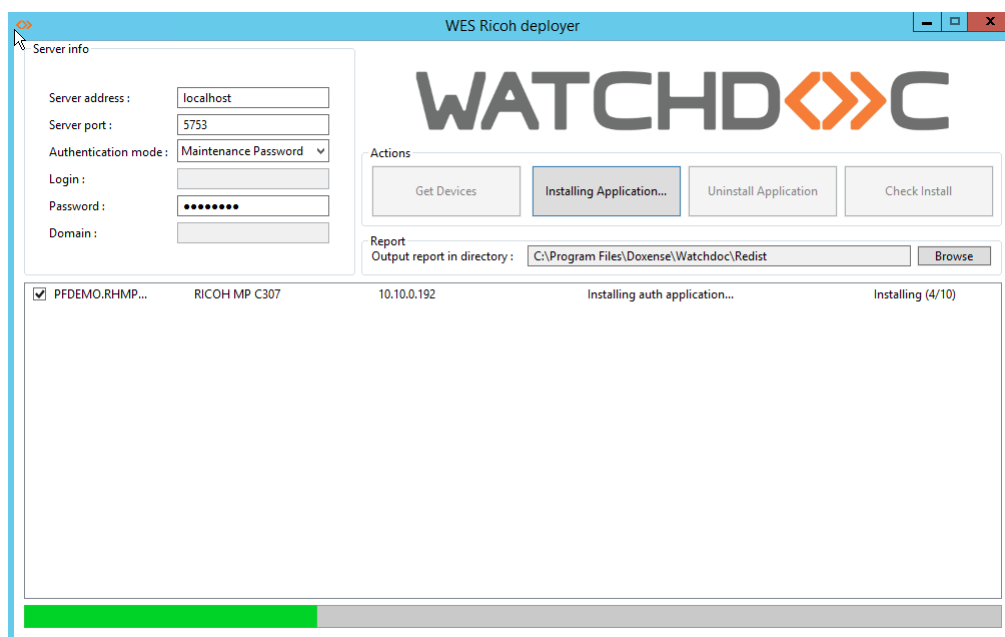 WES Ricoh deployer
Server info
Server address :
localhost
Server port :
5753
Authentication mode :
Maintenance Password
Login :
Password :
●●●●●●●●
Domain :
WATCHDOC
Actions
Get Devices
Installing Application...
Uninstall Application
Check Install
Report
Output report in directory :
C:\Program Files\Doxense\Watchdoc\Redist
Browse
PFDEMO.RHMP... RICOH MP C307 10.10.0.192 Installing auth application... Installing (4/10)